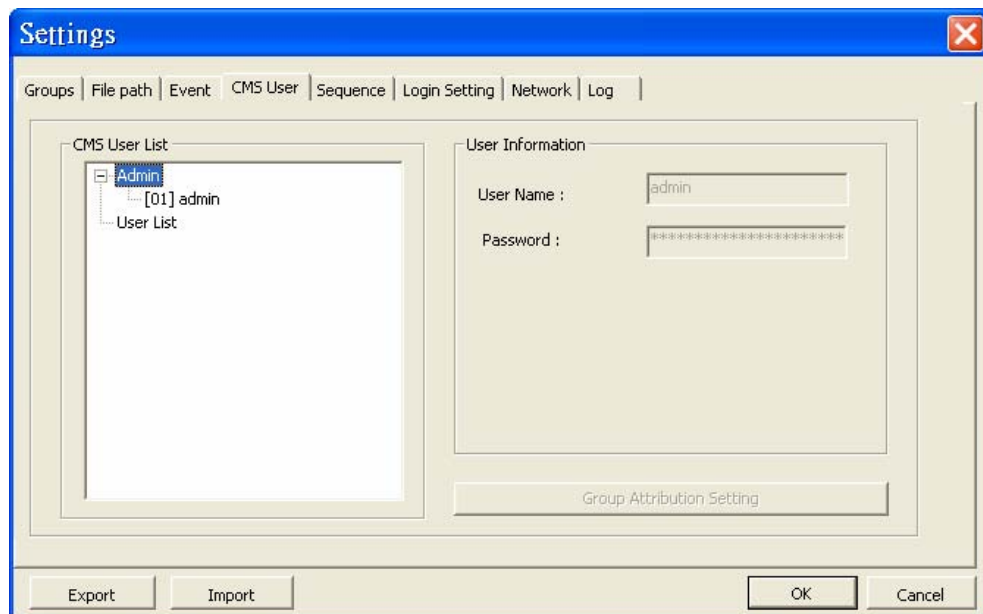 Settings
Groups File path Event CMS User Sequence Login Setting Network Log
CMS User List
Admin
[01] admin
User List
User Information
User Name :
admin
Password :
**********************
Group Attribution Setting
Export Import OK Cancel